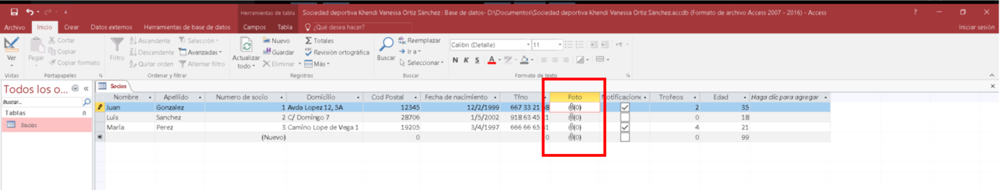 Herramientas de tabla Sociedad deportiva Khendi Vanessa Ortiz Sánchez : Base de datos- D:\Documentos\Sociedad deportiva Khendi Vanessa Ortiz Sánchez.accdb (Formato de archivo Access 2007 - 2016) - Access ?
Archivo Inicio Crear Datos externos Herramientas de base de datos Campos Tabla ¿Qué desea hacer? Iniciar sesión
Ver
Vistas
Pegar
Cortar
Copiar
Copiar formato
Portapapeles
Filtro
Ascendente Selección
Descendente Avanzadas
Quitar orden Alternar filtro
Ordenar y filtrar
Actualizar todo
Nuevo Totales
Guardar Revisión ortográfica
Eliminar Más
Registros
Buscar
Reemplazar
Ir a
Seleccionar
Buscar
Calibri (Detalle) 11
N K S A
Formato de texto
Todos los o... «
Buscar...
Tablas
Socios
Socios
Nombre Apellido Numero de socio Domicilio Cod Postal Fecha de nacimiento Tfno Foto Notificacione Trofeos Edad Haga clic para agregar
Juan Gonzalez 1 Avda Lopez 12, 5A 12345 12/2/1999 667 33 21 58 (0) 2 35
Luis Sanchez 2 C/ Domingo 7 28706 1/5/2002 918 63 45 1 (0) 0 18
Maria Perez 3 Camino Lope de Vega 1 19205 3/4/1997 666 66 65 1 (0) 4 21
(Nuevo) 0 0 (0) 0 99